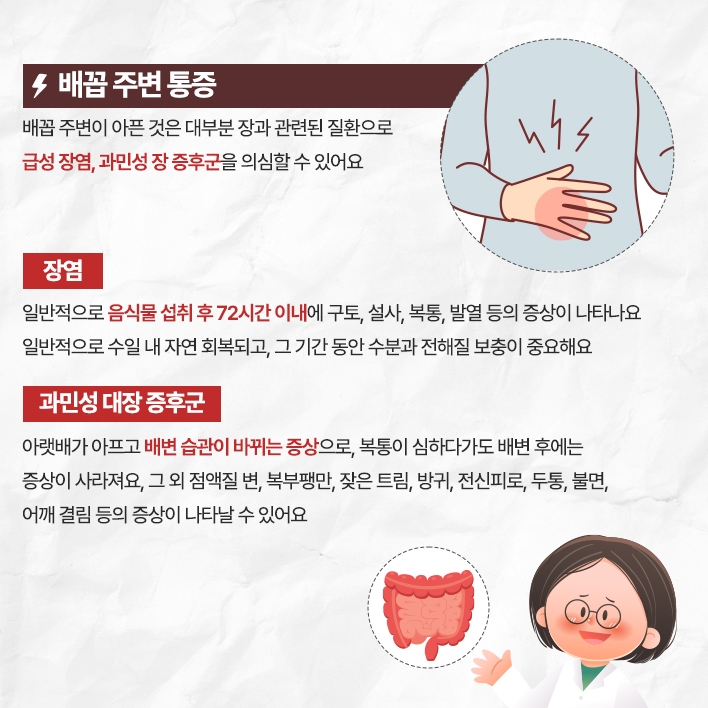 배꼽 주변 통증
배꼽 주변이 아픈 것은 대부분 장과 관련된 질환으로
급성 장염, 과민성 장 증후군을 의심할 수 있어요
장염
일반적으로 음식물 섭취 후 72시간 이내에 구토, 설사, 복통, 발열 등의 증상이 나타나요
일반적으로 수일 내 자연 회복되고, 그 기간 동안 수분과 전해질 보충이 중요해요
과민성 대장 증후군
아랫배가 아프고 배변 습관이 바뀌는 증상으로, 복통이 심하다가도 배변 후에는
증상이 사라져요, 그 외 점액질 변, 복부팽만, 잦은 트림, 방귀, 전신피로, 두통, 불면,
어깨 결림 등의 증상이 나타날 수 있어요